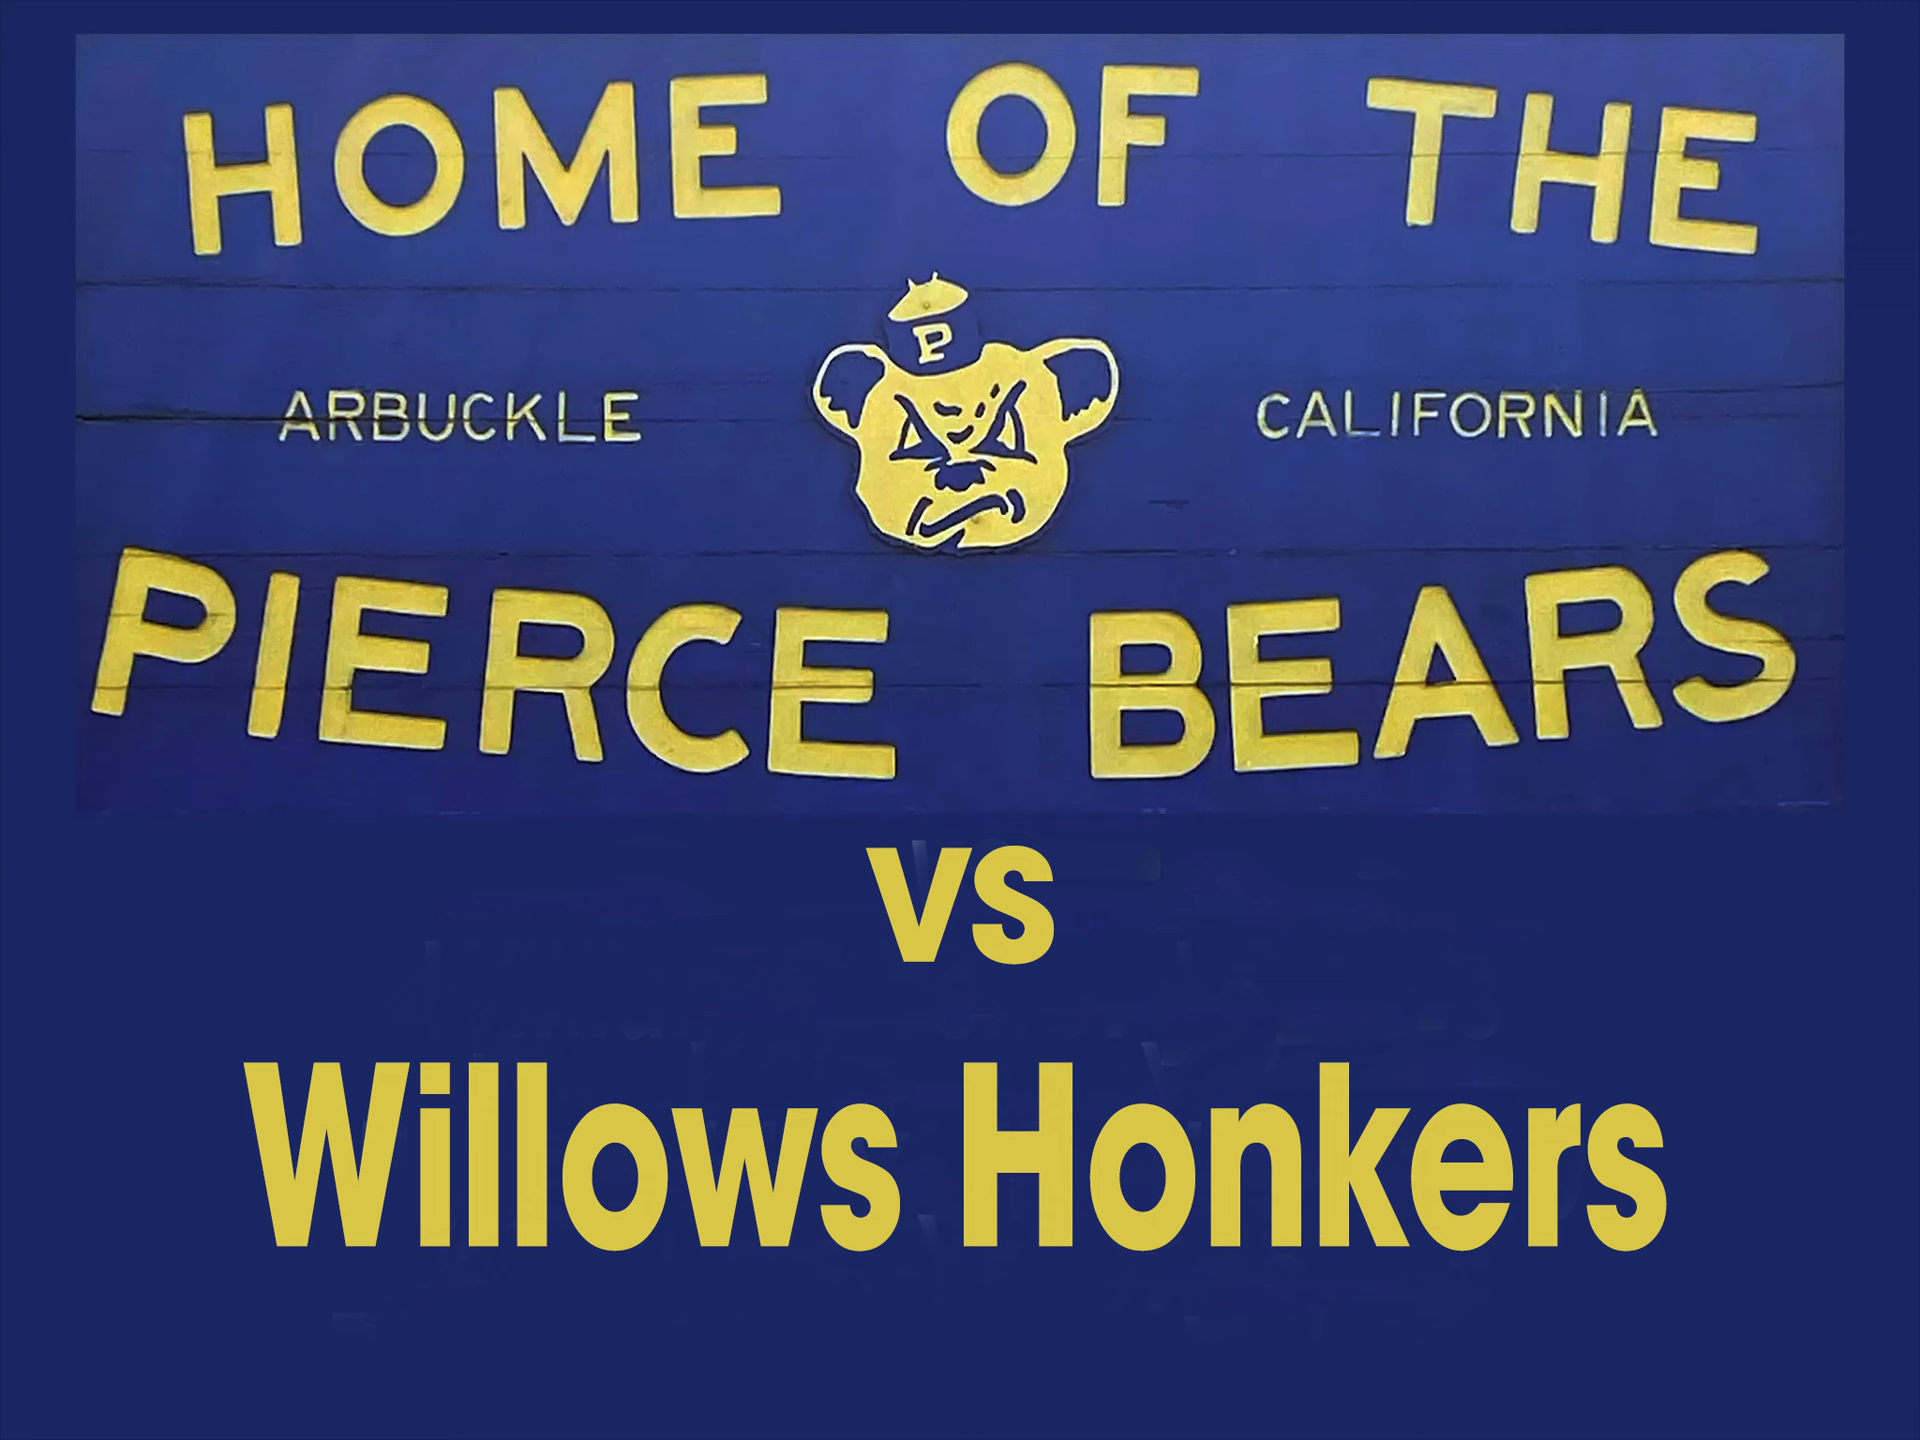 HOME OF THE
P
ARBUCKLE CALIFORNIA
PIERCE BEARS
vs
Willows Honkers